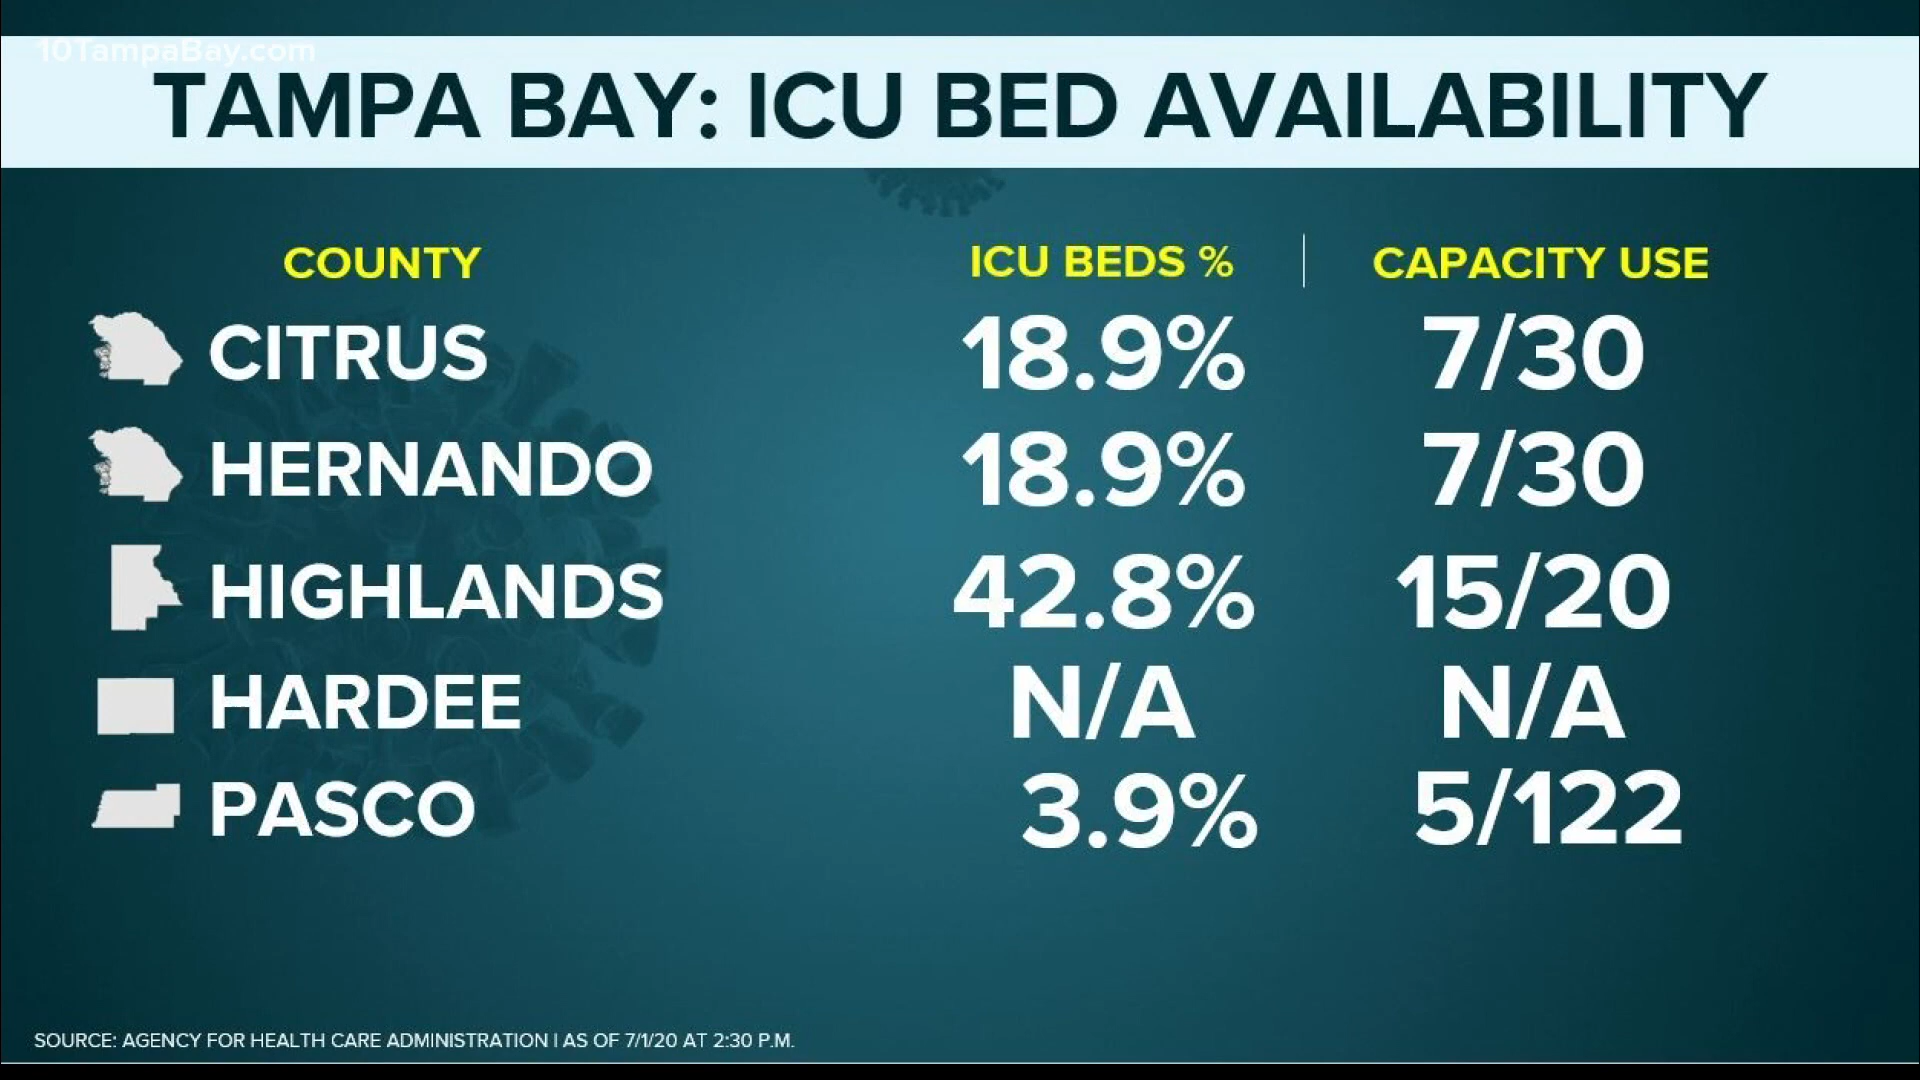 10TampaBay.com
TAMPA BAY: ICU BED AVAILABILITY
COUNTY ICU BEDS % CAPACITY USE
CITRUS 18.9% 7/30
HERNANDO 18.9% 7/30
HIGHLANDS 42.8% 15/20
HARDEE N/A N/A
PASCO 3.9% 5/122
SOURCE: AGENCY FOR HEALTH CARE ADMINISTRATION | AS OF 7/1/20 AT 2:30 P.M.